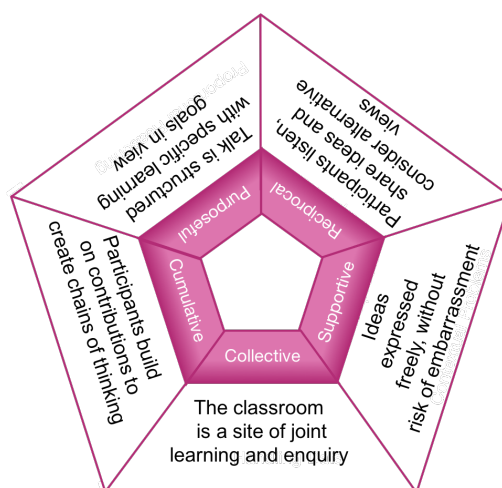 Purposeful
Talk is structured
with specific learning
goals in view
Reciprocal
Participants listen,
share ideas and
consider alternative
views
Supportive
Ideas
expressed
freely, without
risk of embarrassment
Collective
The classroom
is a site of joint
learning and enquiry
Cumulative
Participants build
on contributions to
create chains of thinking